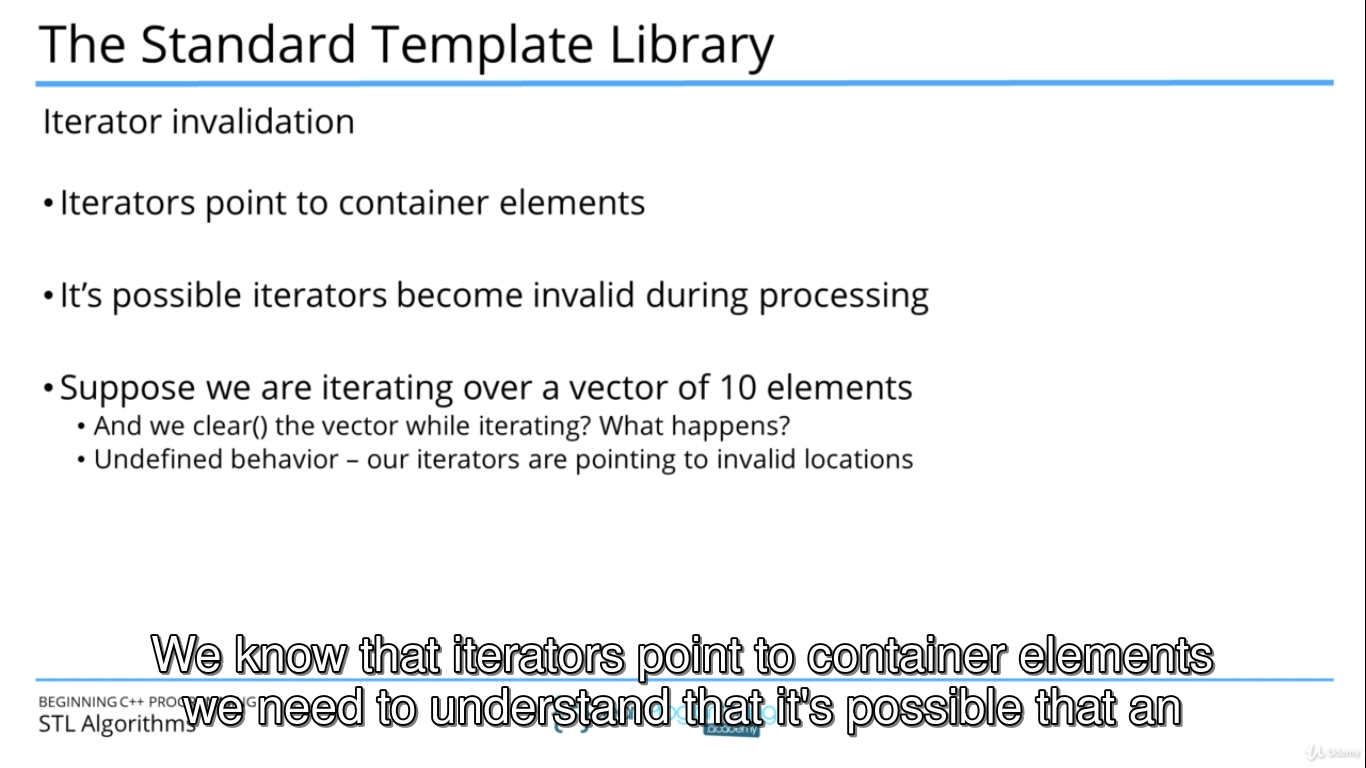 The Standard Template Library
Iterator invalidation
• Iterators point to container elements
• It’s possible iterators become invalid during processing
• Suppose we are iterating over a vector of 10 elements
• And we clear() the vector while iterating? What happens?
• Undefined behavior – our iterators are pointing to invalid locations
We know that iterators point to container elements
we need to understand that it's possible that an
BEGINNING C++
STL Algorithms
academy
Udemy